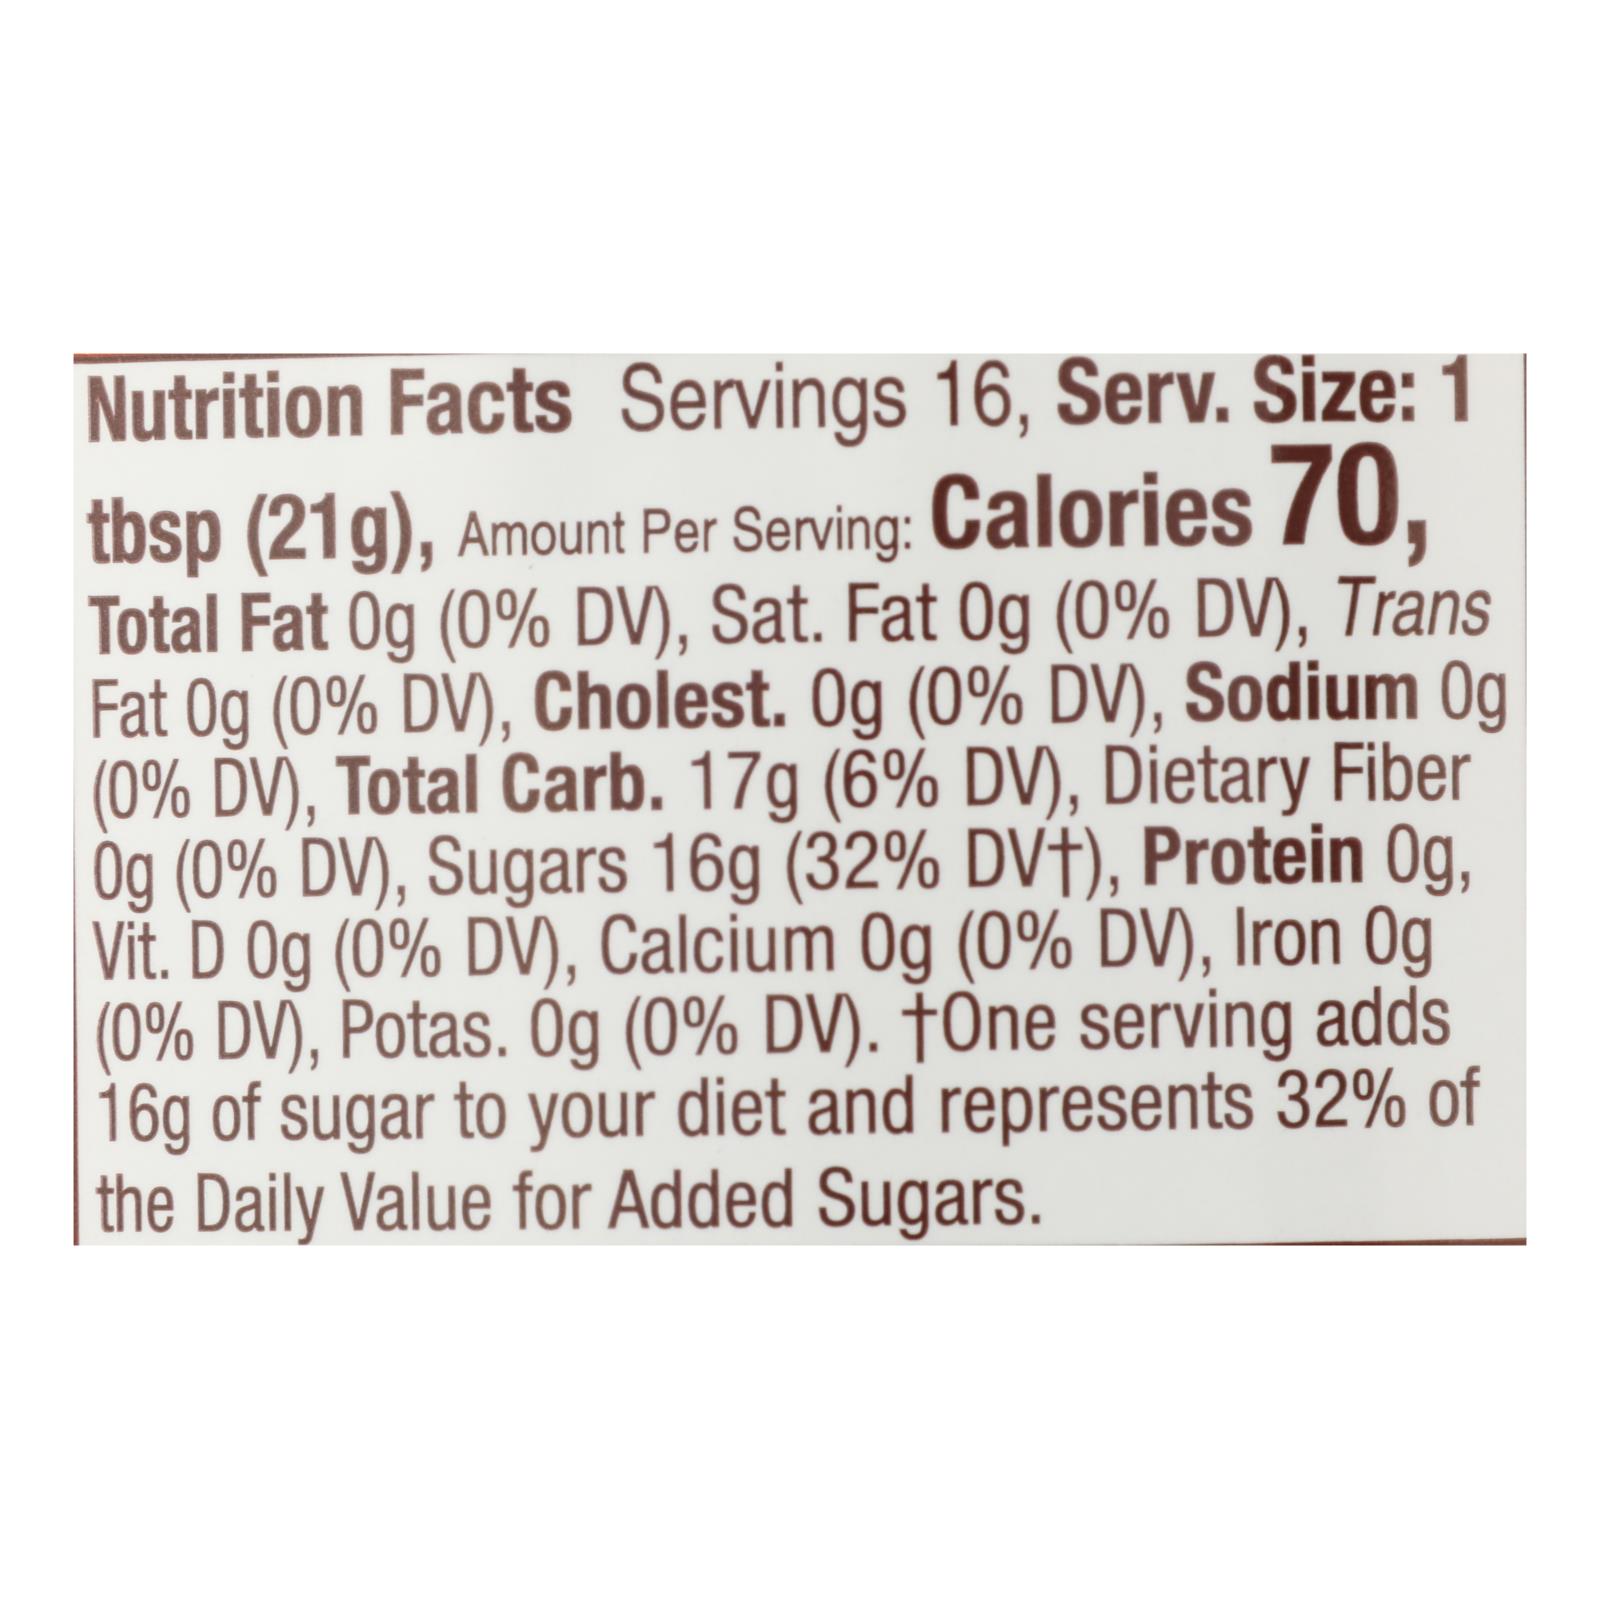 Nutrition Facts Servings 16, Serv. Size: 1
tbsp (21g), Amount Per Serving: Calories 70,
Total Fat 0g (0% DV), Sat. Fat 0g (0% DV), Trans
Fat 0g (0% DV), Cholest. 0g (0% DV), Sodium 0g
(0% DV), Total Carb. 17g (6% DV), Dietary Fiber
0g (0% DV), Sugars 16g (32% DV†), Protein 0g,
Vit. D 0g (0% DV), Calcium 0g (0% DV), Iron 0g
(0% DV), Potas. 0g (0% DV). †One serving adds
16g of sugar to your diet and represents 32% of
the Daily Value for Added Sugars.